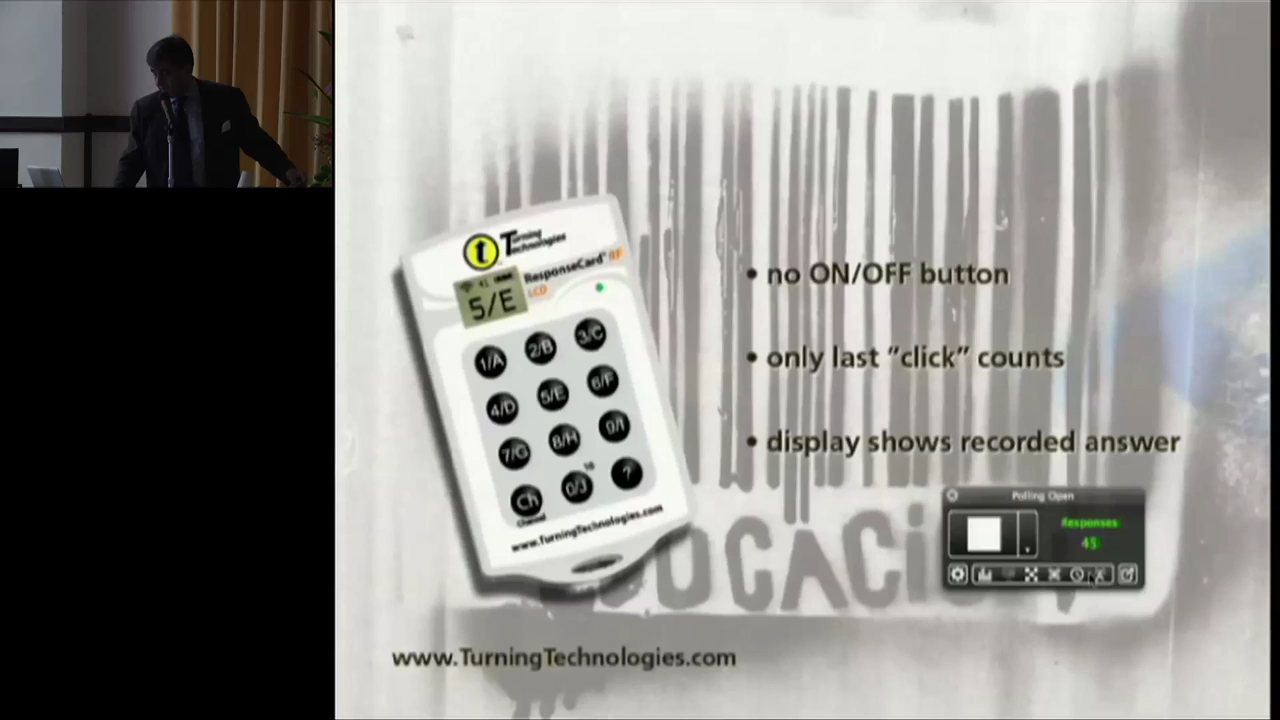 t Turning Technologies
ResponseCard RF
LCD
5/E
1/A 2/B 3/C
4/D 5/E 6/F
7/G 8/H 9/I
Ch 0/J ?
Channel
10
www.TurningTechnologies.com
• no ON/OFF button
• only last "click" counts
• display shows recorded answer
Polling Open
Responses
45
www.TurningTechnologies.com